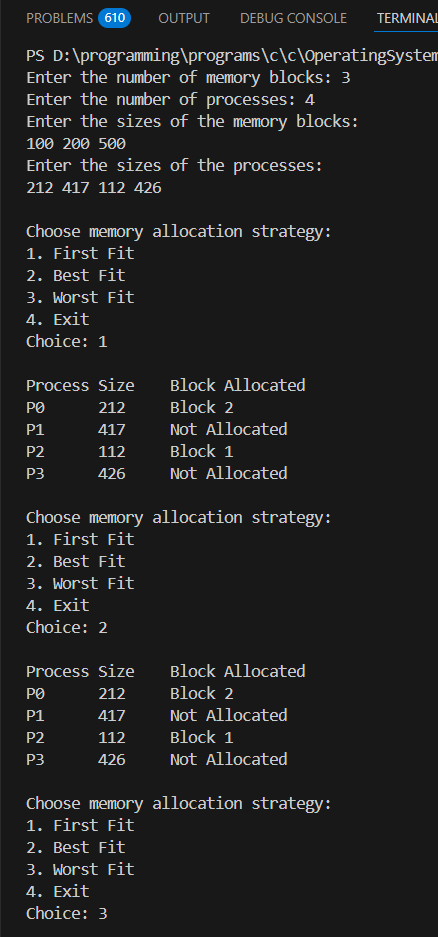 PROBLEMS 610 OUTPUT DEBUG CONSOLE TERMINAL
PS D:\programming\programs\c\c\OperatingSystem
Enter the number of memory blocks: 3
Enter the number of processes: 4
Enter the sizes of the memory blocks:
100 200 500
Enter the sizes of the processes:
212 417 112 426
Choose memory allocation strategy:
1. First Fit
2. Best Fit
3. Worst Fit
4. Exit
Choice: 1
Process Size    Block Allocated
P0      212     Block 2
P1      417     Not Allocated
P2      112     Block 1
P3      426     Not Allocated
Choose memory allocation strategy:
1. First Fit
2. Best Fit
3. Worst Fit
4. Exit
Choice: 2
Process Size    Block Allocated
P0      212     Block 2
P1      417     Not Allocated
P2      112     Block 1
P3      426     Not Allocated
Choose memory allocation strategy:
1. First Fit
2. Best Fit
3. Worst Fit
4. Exit
Choice: 3